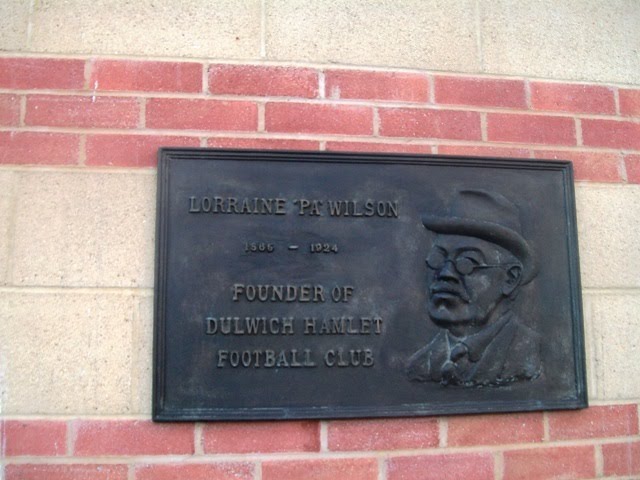 LORRAINE "PA" WILSON
1865 – 1924
FOUNDER OF
DULWICH HAMLET
FOOTBALL CLUB